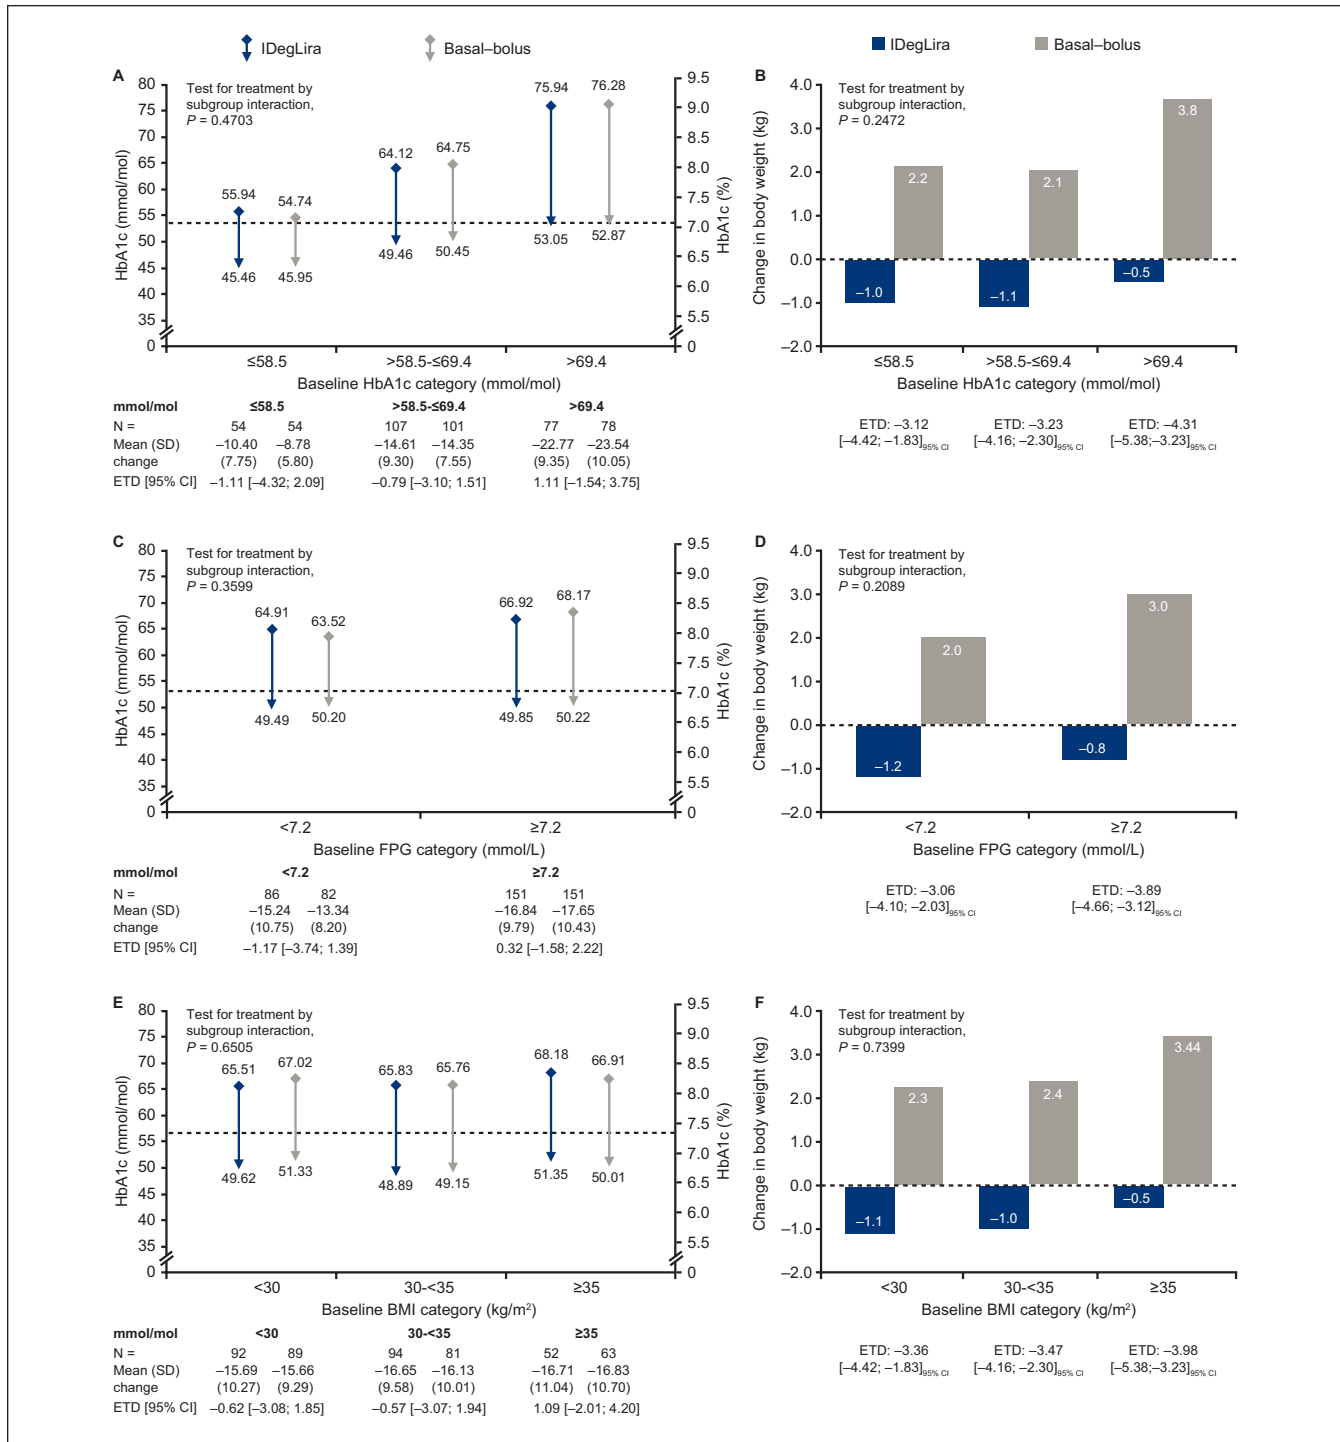 IDegLira
Basal–bolus
IDegLira
Basal–bolus
A
Test for treatment by
subgroup interaction,
P = 0.4703
HbA1c (mmol/mol)
80
75
70
65
60
55
50
45
40
35
0
55.94
54.74
64.12
64.75
75.94
76.28
45.46
45.95
49.46
50.45
53.05
52.87
9.5
9.0
8.5
8.0
7.5
7.0
6.5
6.0
5.5
0
HbA1c (%)
≤58.5
>58.5-≤69.4
>69.4
Baseline HbA1c category (mmol/mol)
mmol/mol ≤58.5 >58.5-≤69.4 >69.4
N = 54 54 107 101 77 78
Mean (SD) –10.40 –8.78 –14.61 –14.35 –22.77 –23.54
change (7.75) (5.80) (9.30) (7.55) (9.35) (10.05)
ETD [95% CI] –1.11 [–4.32; 2.09] –0.79 [–3.10; 1.51] 1.11 [–1.54; 3.75]
B
Test for treatment by
subgroup interaction,
P = 0.2472
Change in body weight (kg)
4.0
3.0
2.0
1.0
0.0
–1.0
–2.0
–1.0
2.2
–1.1
2.1
–0.5
3.8
≤58.5
>58.5-≤69.4
>69.4
Baseline HbA1c category (mmol/mol)
ETD: –3.12 ETD: –3.23 ETD: –4.31
[–4.42; –1.83]95% CI [–4.16; –2.30]95% CI [–5.38;–3.23]95% CI
C
Test for treatment by
subgroup interaction,
P = 0.3599
HbA1c (mmol/mol)
80
75
70
65
60
55
50
45
40
35
0
64.91
63.52
66.92
68.17
49.49
50.20
49.85
50.22
9.5
9.0
8.5
8.0
7.5
7.0
6.5
6.0
5.5
0
HbA1c (%)
<7.2
≥7.2
Baseline FPG category (mmol/L)
mmol/mol <7.2 ≥7.2
N = 86 82 151 151
Mean (SD) –15.24 –13.34 –16.84 –17.65
change (10.75) (8.20) (9.79) (10.43)
ETD [95% CI] –1.17 [–3.74; 1.39] 0.32 [–1.58; 2.22]
D
Test for treatment by
subgroup interaction,
P = 0.2089
Change in body weight (kg)
4.0
3.0
2.0
1.0
0.0
–1.0
–2.0
–1.2
2.0
–0.8
3.0
<7.2
≥7.2
Baseline FPG category (mmol/L)
ETD: –3.06 ETD: –3.89
[–4.10; –2.03]95% CI [–4.66; –3.12]95% CI
E
Test for treatment by
subgroup interaction,
P = 0.6505
HbA1c (mmol/mol)
80
75
70
65
60
55
50
45
40
35
0
65.51
67.02
65.83
65.76
68.18
66.91
49.62
51.33
48.89
49.15
51.35
50.01
9.5
9.0
8.5
8.0
7.5
7.0
6.5
6.0
5.5
0
HbA1c (%)
<30
30-<35
≥35
Baseline BMI category (kg/m²)
mmol/mol <30 30-<35 ≥35
N = 92 89 94 81 52 63
Mean (SD) –15.69 –15.66 –16.65 –16.13 –16.71 –16.83
change (10.27) (9.29) (9.58) (10.01) (11.04) (10.70)
ETD [95% CI] –0.62 [–3.08; 1.85] –0.57 [–3.07; 1.94] 1.09 [–2.01; 4.20]
F
Test for treatment by
subgroup interaction,
P = 0.7399
Change in body weight (kg)
4.0
3.0
2.0
1.0
0.0
–1.0
–2.0
–1.1
2.3
–1.0
2.4
–0.5
3.44
<30
30-<35
≥35
Baseline BMI category (kg/m²)
ETD: –3.36 ETD: –3.47 ETD: –3.98
[–4.42; –1.83]95% CI [–4.16; –2.30]95% CI [–5.38;–3.23]95% CI